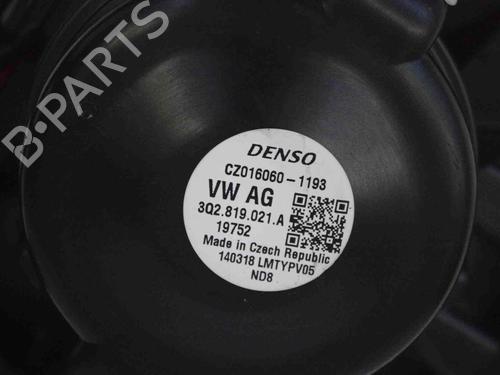 B-PARTS
DENSO
CZ016060-1193
VW AG
3Q2.819.021.A
19752
Made in Czech Republic
140318 LMTYPV05
ND8